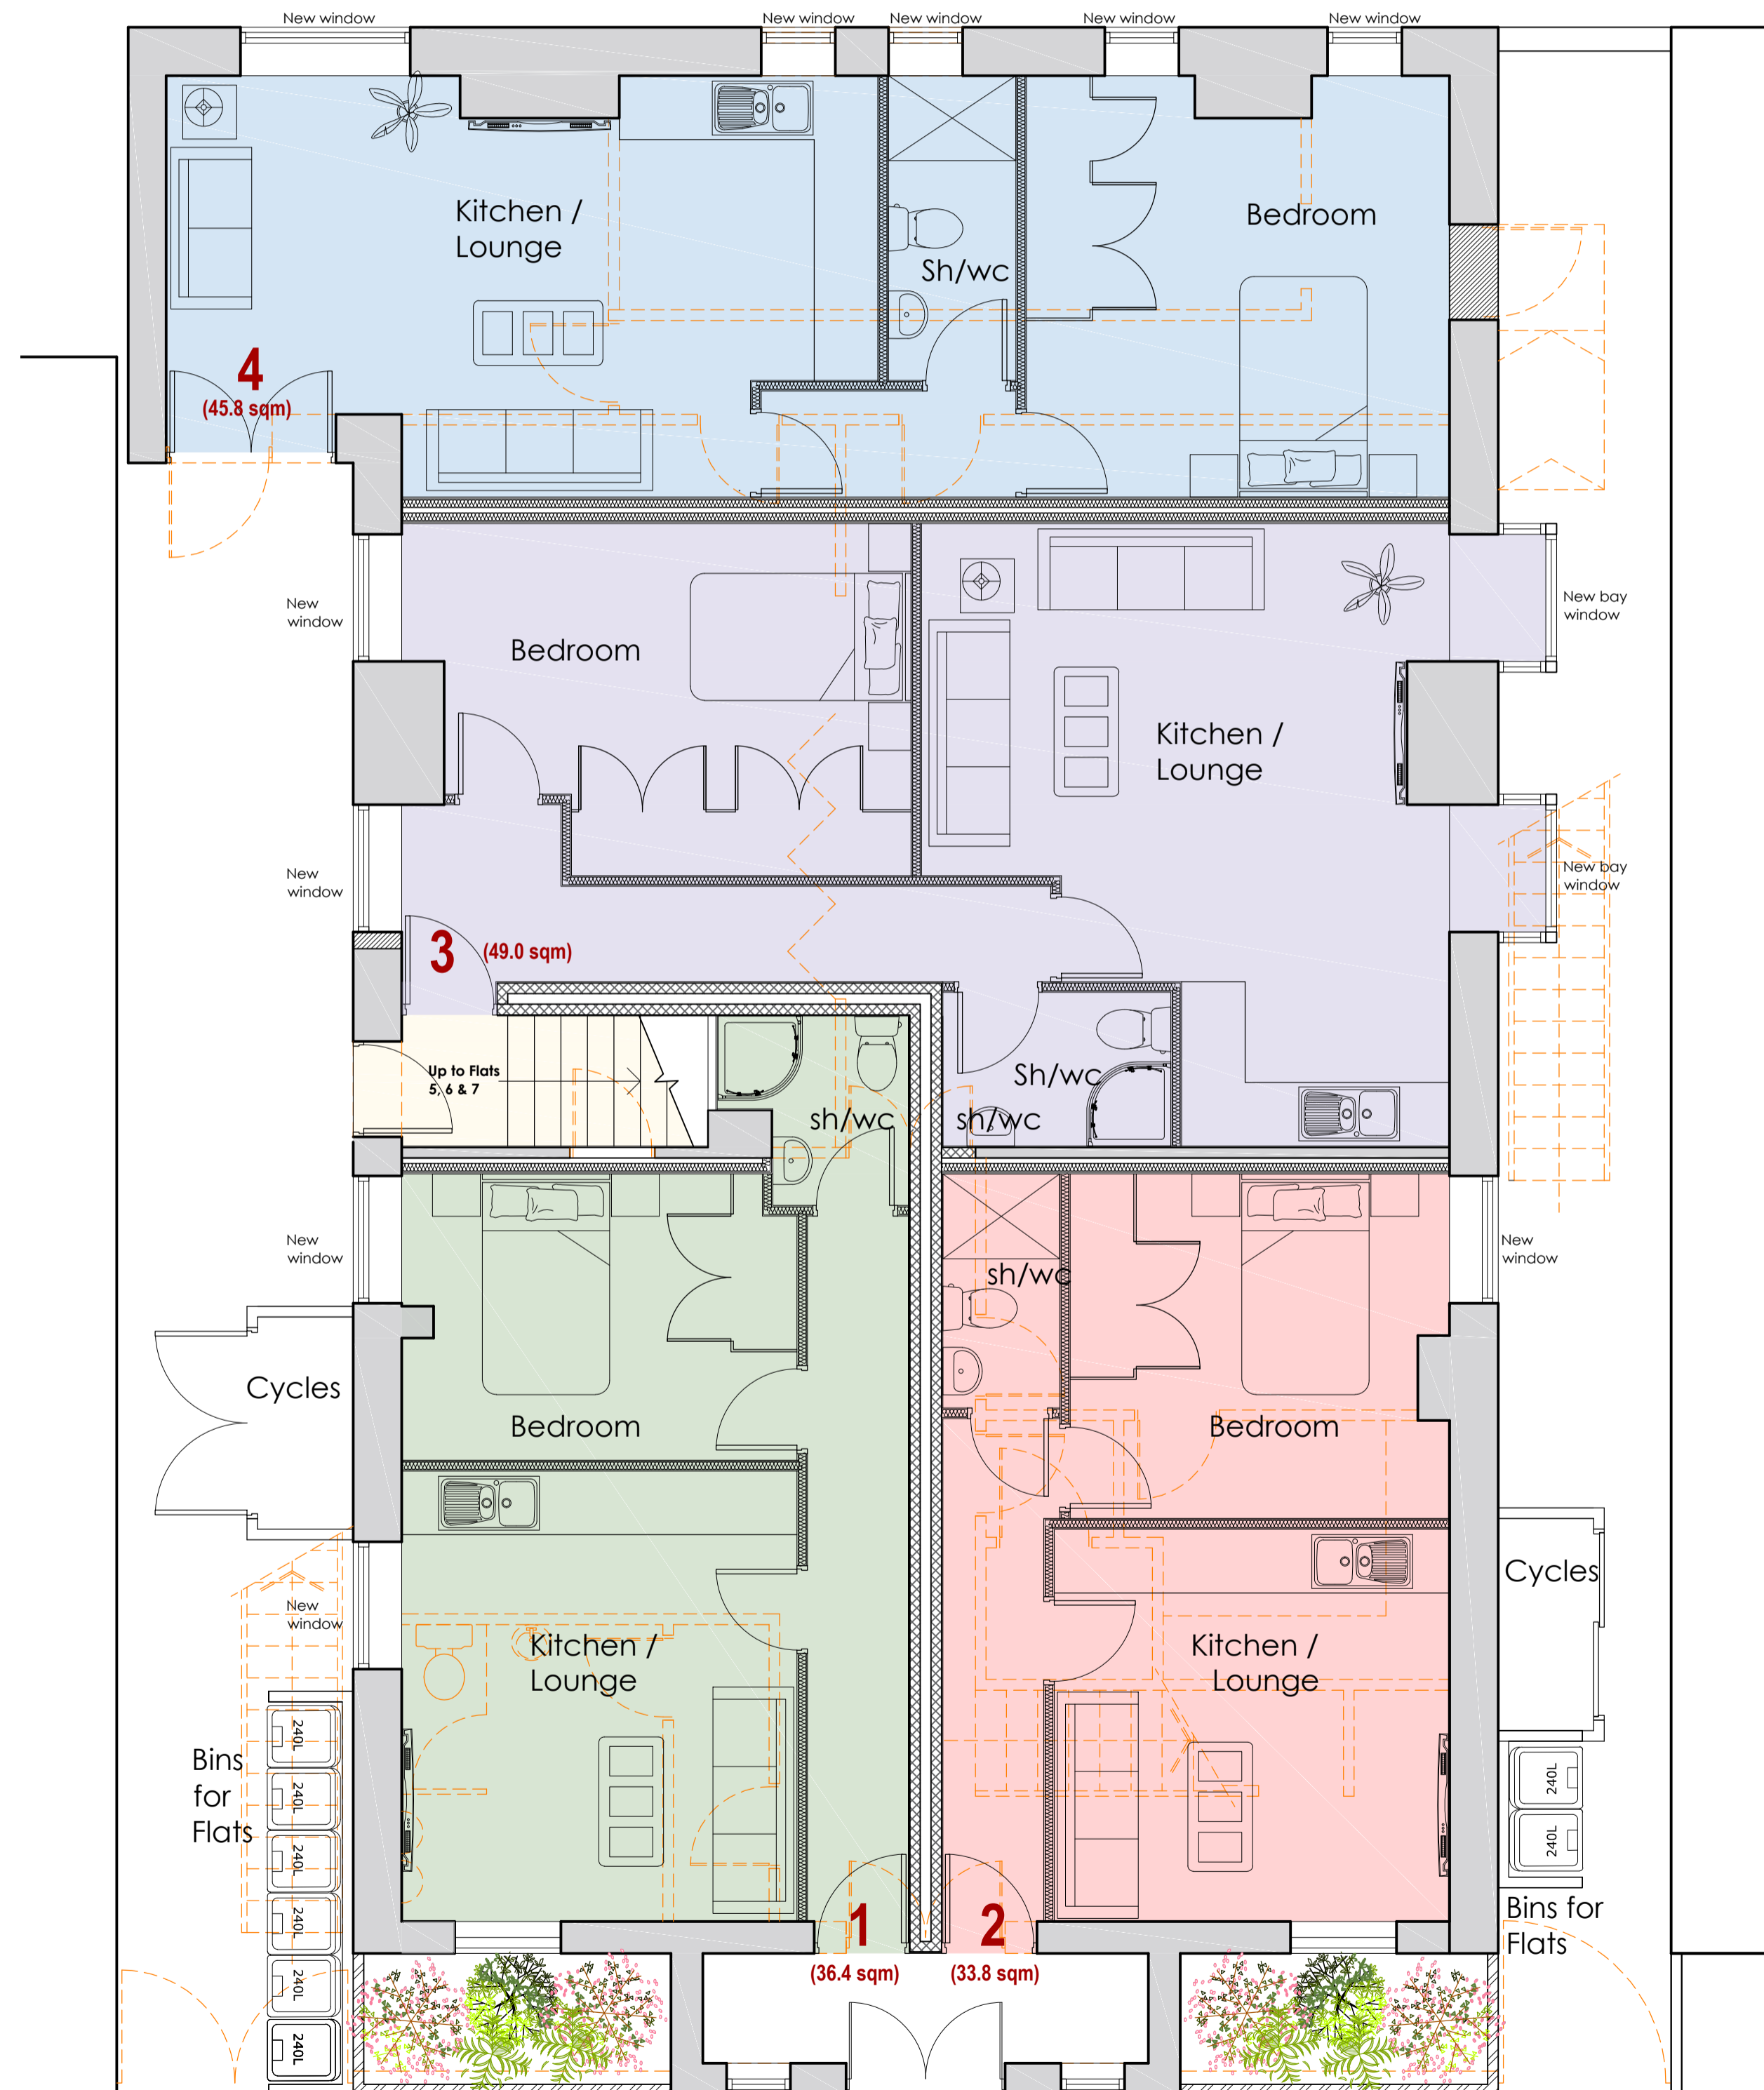 New window
New window
New window
New window
New window
Kitchen /
Lounge
Bedroom
Sh/wc
4
(45.8 sqm)
New
window
Bedroom
New bay
window
Kitchen /
Lounge
New
window
New bay
window
3
(49.0 sqm)
Up to Flats
5, 6 & 7
Sh/wc
sh/wc
sh/wc
New
window
sh/wc
New
window
Cycles
Bedroom
Bedroom
Cycles
New
window
Kitchen /
Lounge
Kitchen /
Lounge
Bins
for
Flats
240L
240L
240L
240L
240L
240L
240L
240L
Bins for
Flats
1
(36.4 sqm)
2
(33.8 sqm)